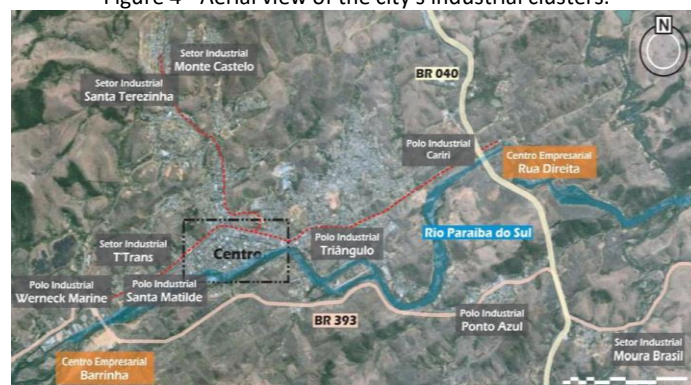 Figure 4 - Aerial view of the city's industrial clusters.
N
Setor Industrial
Monte Castelo
Setor Industrial
Santa Terezinha
BR 040
Polo Industrial
Cariri
Centro Empresarial
Rua Direita
Rio Paraíba do Sul
Polo Industrial
Triângulo
Centro
Setor Industrial
T'Trans
Polo Industrial
Werneck Marine
Polo Industrial
Santa Matilde
BR 393
Polo Industrial
Ponto Azul
Setor Industrial
Moura Brasil
Centro Empresarial
Barrinha